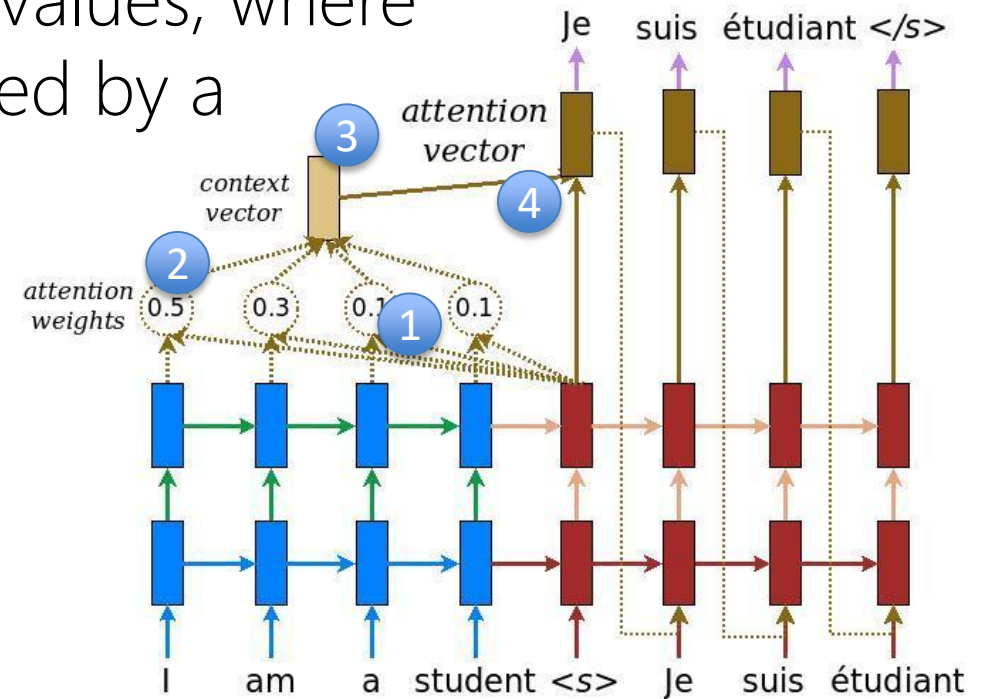 values, where
ed by a
Je suis étudiant </s>
3
attention
vector
context
vector
4
2
attention
weights
0.5 0.3 0.1 0.1
1
I am a student <s> Je suis étudiant